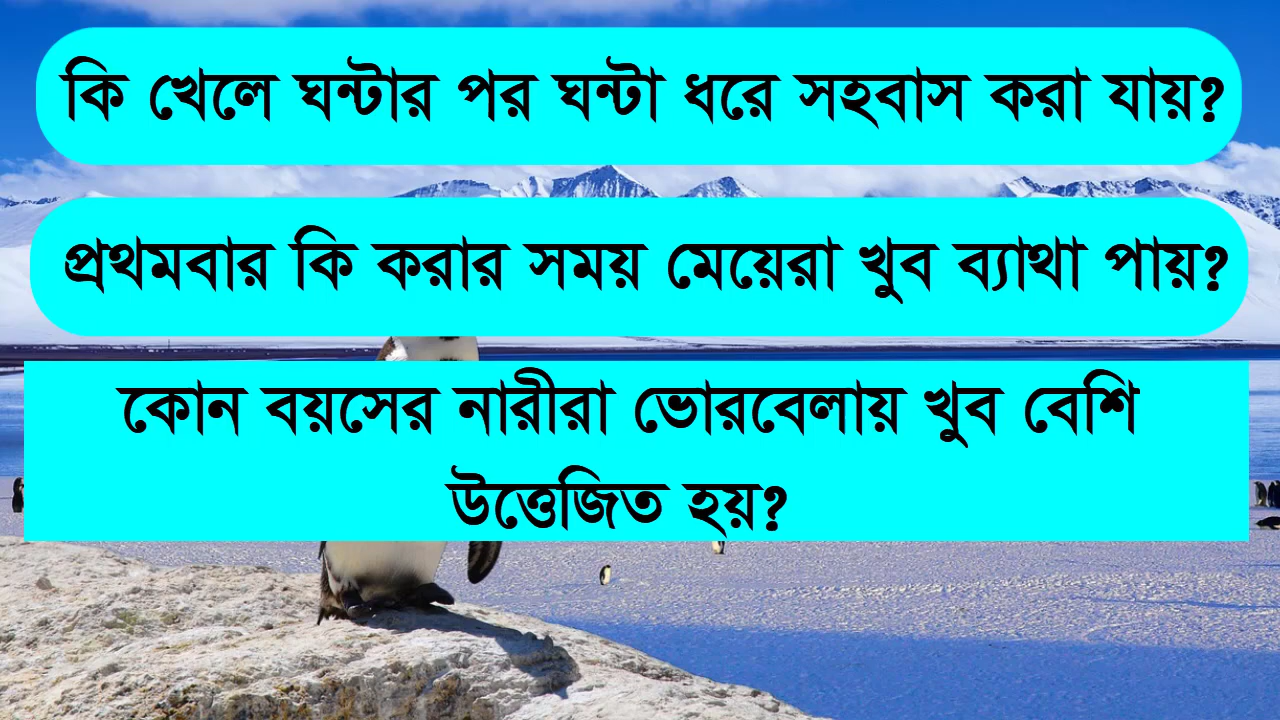 কি খেলে ঘন্টার পর ঘন্টা ধরে সহবাস করা যায়?
প্রথমবার কি করার সময় মেয়েরা খুব ব্যাথা পায়?
কোন বয়সের নারীরা ভোরবেলায় খুব বেশি
উত্তেজিত হয়?